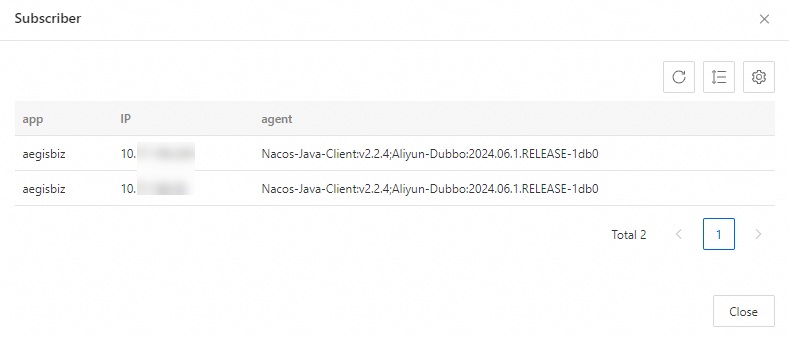 Subscriber
app IP agent
aegisbiz 10. Nacos-Java-Client:v2.2.4;Aliyun-Dubbo:2024.06.1.RELEASE-1db0
aegisbiz 10. Nacos-Java-Client:v2.2.4;Aliyun-Dubbo:2024.06.1.RELEASE-1db0
Total 2 1
Close